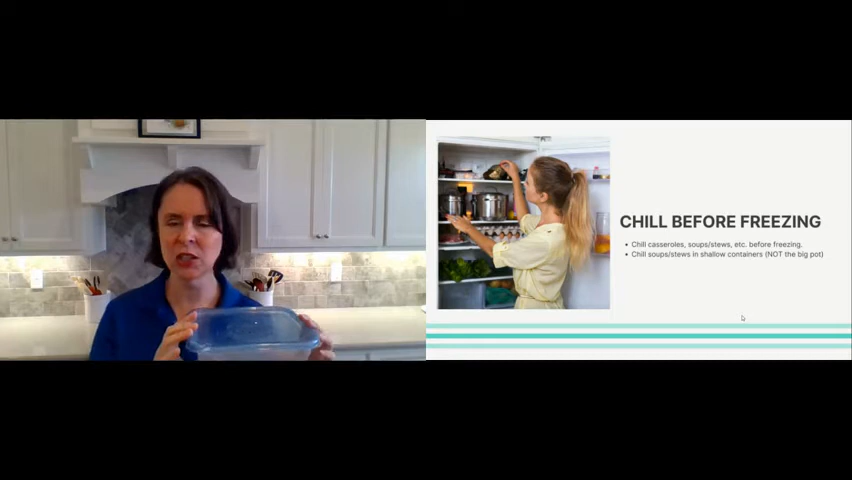 CHILL BEFORE FREEZING
• Chill casseroles, soups/stews, etc. before freezing.
• Chill soups/stews in shallow containers (NOT the big pot)